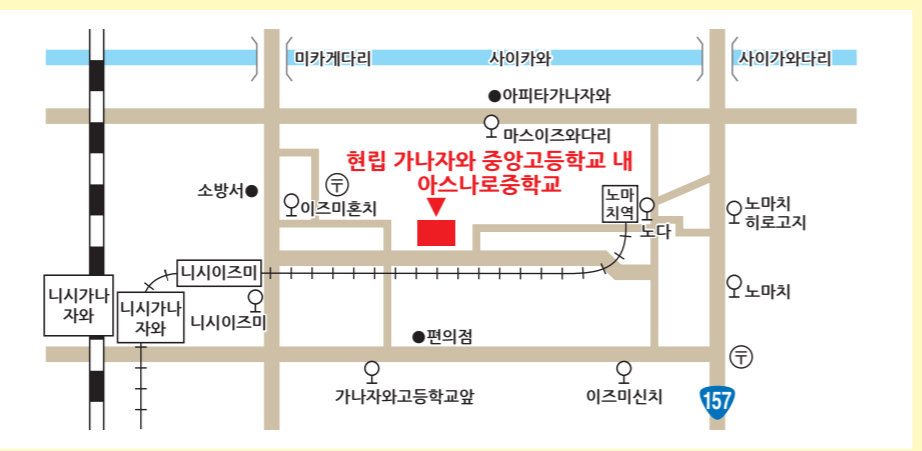 미카게다리
사이카와
사이가와다리
아피타가나자와
마스이즈와다리
현립 가나자와 중앙고등학교 내
아스나로중학교
소방서
〒
이즈미혼치
노마
치역
노다
노마치
히로고지
니시이즈미
니시가나
자와
니시가나
자와
니시이즈미
노마치
편의점
〒
가나자와고등학교앞
이즈미신치
157